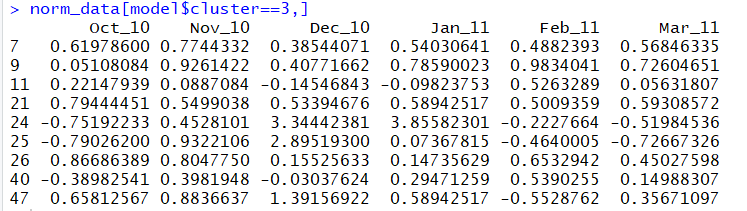 > norm_data[model$cluster==3,]
Oct_10 Nov_10 Dec_10 Jan_11 Feb_11 Mar_11
7 0.61978600 0.7744332 0.38544071 0.54030641 0.4882393 0.56846335
9 0.05108084 0.9261422 0.40771662 0.78590023 0.9834041 0.72604651
11 0.22147939 0.0887084 -0.14546843 -0.09823753 0.5263289 0.05631807
21 0.79444451 0.5499038 0.53394676 0.58942517 0.5009359 0.59308572
24 -0.75192233 0.4528101 3.34442381 3.85582301 -0.2227664 -0.51984536
25 -0.79026200 0.9322106 2.89519300 0.07367815 -0.4640005 -0.72667326
26 0.86686389 0.8047750 0.15525633 0.14735629 0.6532942 0.45027598
40 -0.38982541 0.3981948 -0.03037624 0.29471259 0.5390255 0.14988307
47 0.65812567 0.8836637 1.39156922 0.58942517 -0.5528762 0.35671097